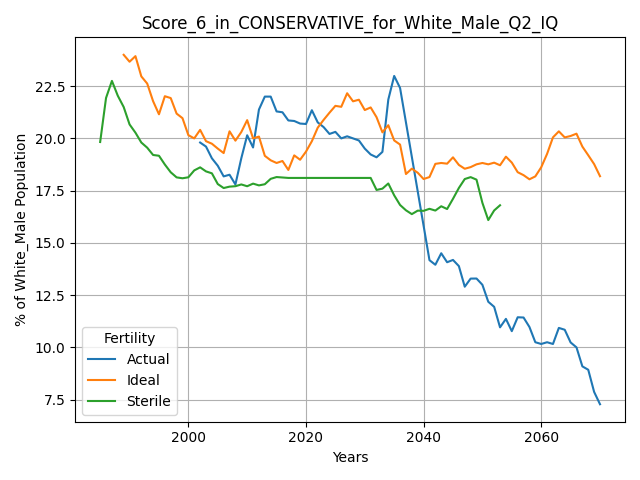 Score_6_in_CONSERVATIVE_for_White_Male_Q2_IQ
% of White_Male Population
22.5
20.0
17.5
15.0
12.5
10.0
7.5
Fertility
Actual
Ideal
Sterile
2000 2020 2040 2060
Years